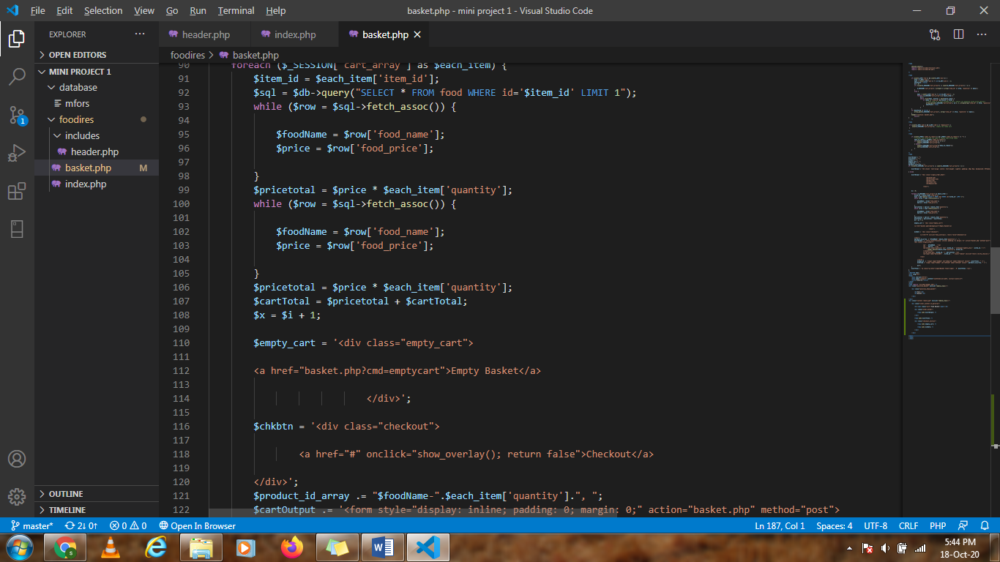 File Edit Selection View Go Run Terminal Help basket.php - mini project 1 - Visual Studio Code
EXPLORER
OPEN EDITORS
MINI PROJECT 1
database
mfors
foodires
includes
header.php
basket.php M
index.php
OUTLINE
TIMELINE
1
header.php index.php basket.php
foodires > basket.php
90 foreach ($_SESSION["cart_array"] as $each_item) {
91 $item_id = $each_item['item_id'];
92 $sql = $db->query("SELECT * FROM food WHERE id='$item_id' LIMIT 1");
93 while ($row = $sql->fetch_assoc()) {
94
95 $foodName = $row['food_name'];
96 $price = $row['food_price'];
97
98 }
99 $pricetotal = $price * $each_item['quantity'];
100 while ($row = $sql->fetch_assoc()) {
101
102 $foodName = $row['food_name'];
103 $price = $row['food_price'];
104
105 }
106 $pricetotal = $price * $each_item['quantity'];
107 $cartTotal = $pricetotal + $cartTotal;
108 $x = $i + 1;
109
110 $empty_cart = '<div class="empty_cart">
111
112 <a href="basket.php?cmd=emptycart">Empty Basket</a>
113
114 </div>';
115
116 $chkbtn = '<div class="checkout">
117
118 <a href="#" onclick="show_overlay(); return false">Checkout</a>
119
120 </div>';
121 $product_id_array .= "$foodName-".$each_item['quantity'].", ";
122 $cartOutput .= '<form style="display: inline; padding: 0; margin: 0;" action="basket.php" method="post">
master* 2↓ 0↑ 0 0 Open In Browser Ln 187, Col 1 Spaces: 4 UTF-8 CRLF PHP
5:44 PM
18-Oct-20